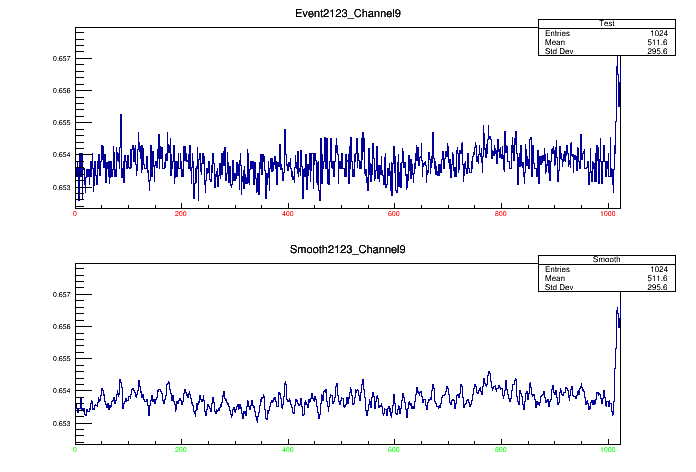 Event2123_Channel9
Test
Entries 1024
Mean 511.6
Std Dev 295.6
0.657
0.656
0.655
0.654
0.653
0 200 400 600 800 1000
Smooth2123_Channel9
Smooth
Entries 1024
Mean 511.6
Std Dev 295.6
0.657
0.656
0.655
0.654
0.653
0 200 400 600 800 1000